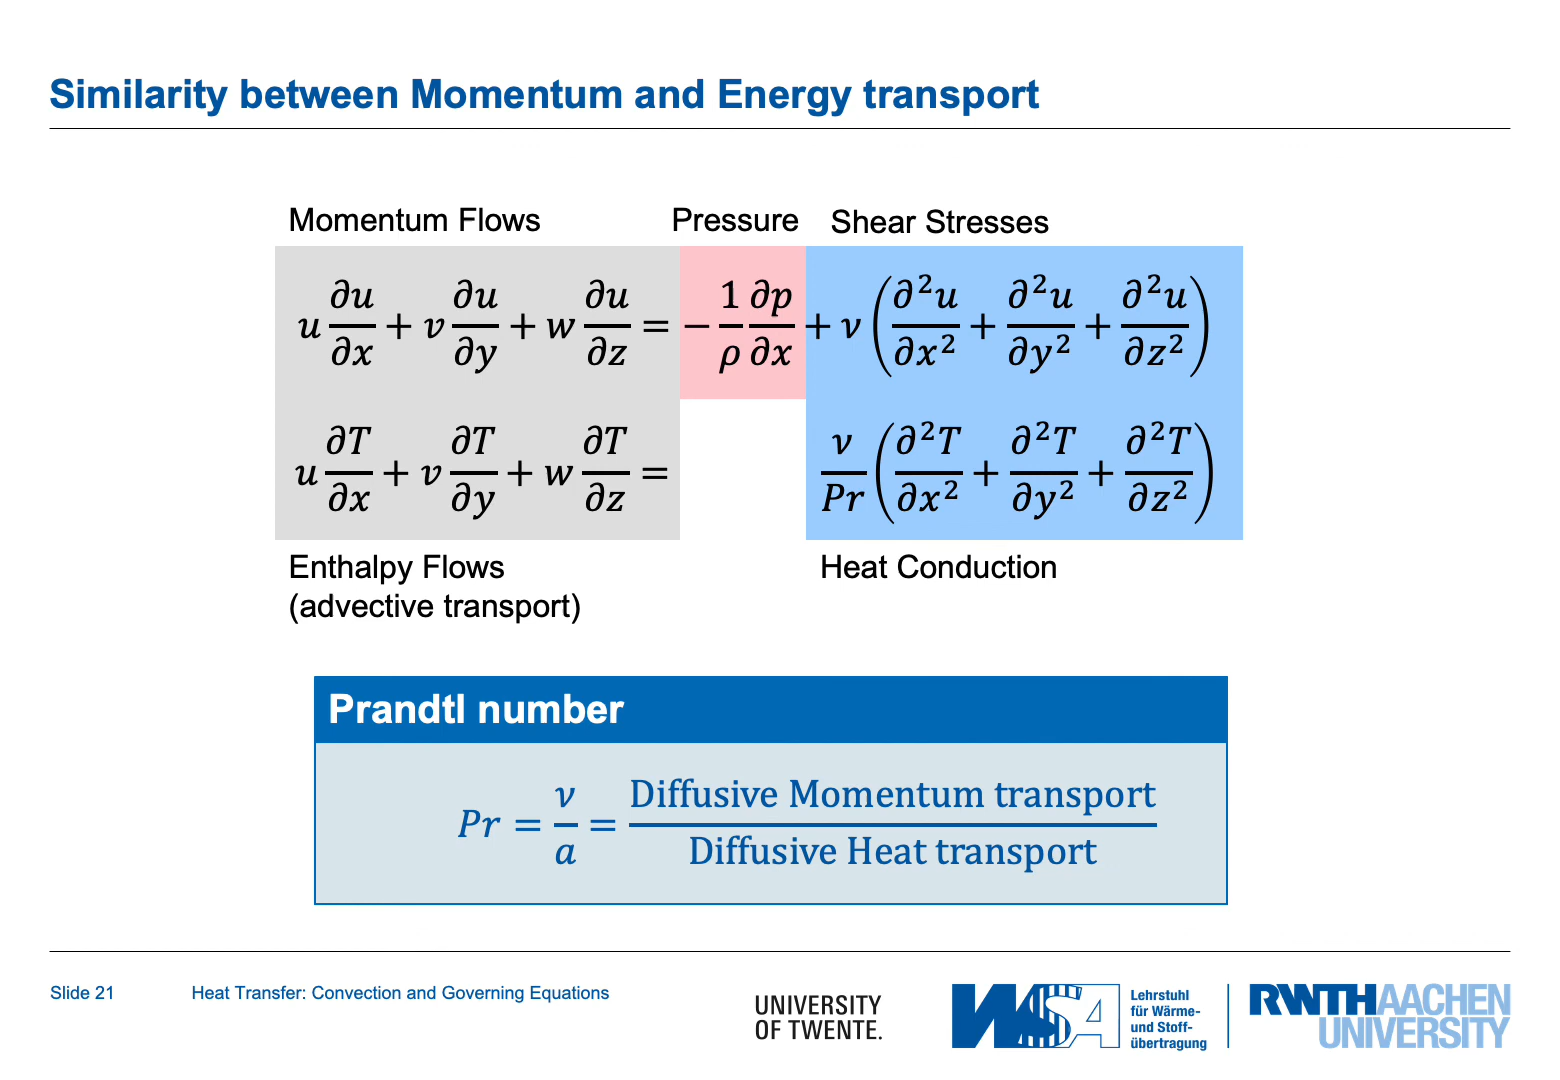 Similarity between Momentum and Energy transport
Momentum Flows Pressure Shear Stresses
u ∂u/∂x + v ∂u/∂y + w ∂u/∂z = − 1/ρ ∂p/∂x + ν (∂²u/∂x² + ∂²u/∂y² + ∂²u/∂z²)
u ∂T/∂x + v ∂T/∂y + w ∂T/∂z = ν/Pr (∂²T/∂x² + ∂²T/∂y² + ∂²T/∂z²)
Enthalpy Flows
(advective transport)
Heat Conduction
Prandtl number
Pr = ν/a = Diffusive Momentum transport / Diffusive Heat transport
Slide 21 Heat Transfer: Convection and Governing Equations
UNIVERSITY
OF TWENTE.
WSA
Lehrstuhl
für Wärme-
und Stoff-
übertragung
RWTHAACHEN
UNIVERSITY